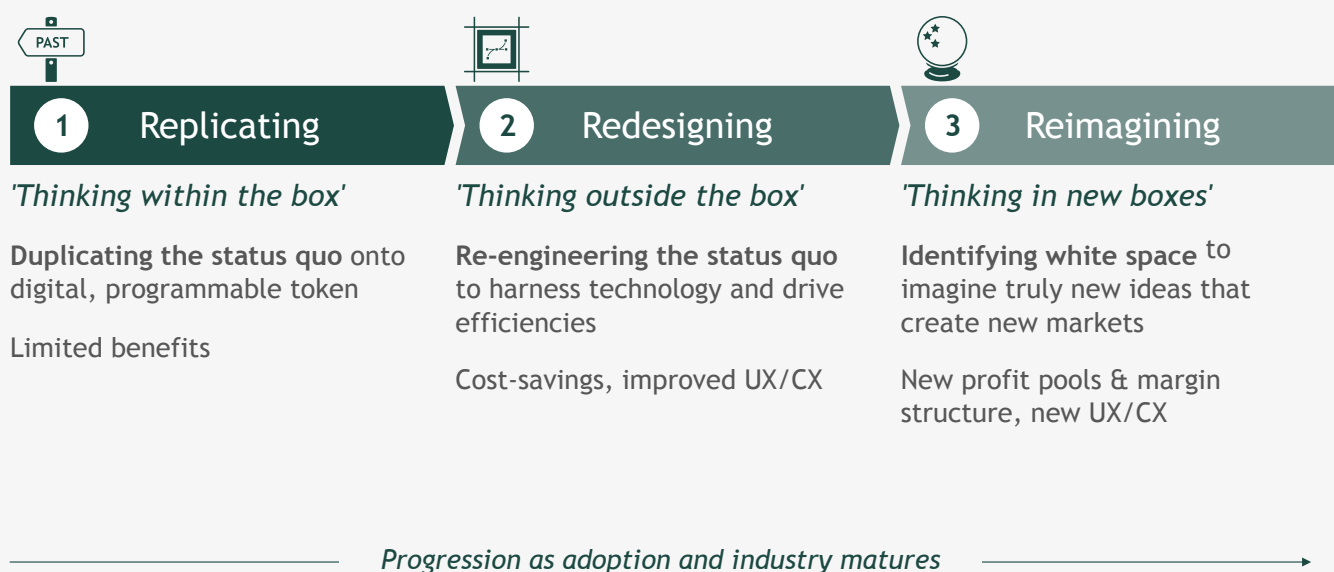 PAST
1 Replicating
'Thinking within the box'
Duplicating the status quo onto
digital, programmable token
Limited benefits
2 Redesigning
'Thinking outside the box'
Re-engineering the status quo
to harness technology and drive
efficiencies
Cost-savings, improved UX/CX
3 Reimagining
'Thinking in new boxes'
Identifying white space to
imagine truly new ideas that
create new markets
New profit pools & margin
structure, new UX/CX
Progression as adoption and industry matures